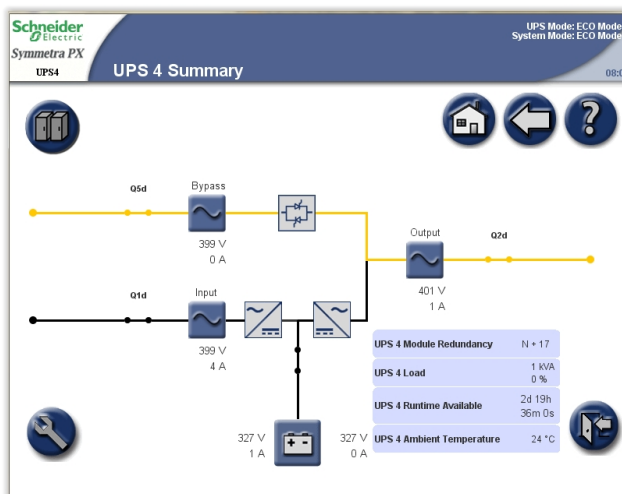 Schneider
Electric
Symmetra PX
UPS4
UPS 4 Summary
UPS Mode: ECO Mode
System Mode: ECO Mode
08:0
Q5d
Bypass
399 V
0 A
Output
Q2d
401 V
1 A
Q1d
Input
399 V
4 A
UPS 4 Module Redundancy N + 17
UPS 4 Load 1 kVA
0 %
UPS 4 Runtime Available 2d 19h
36m 0s
UPS 4 Ambient Temperature 24 °C
327 V
1 A
327 V
0 A